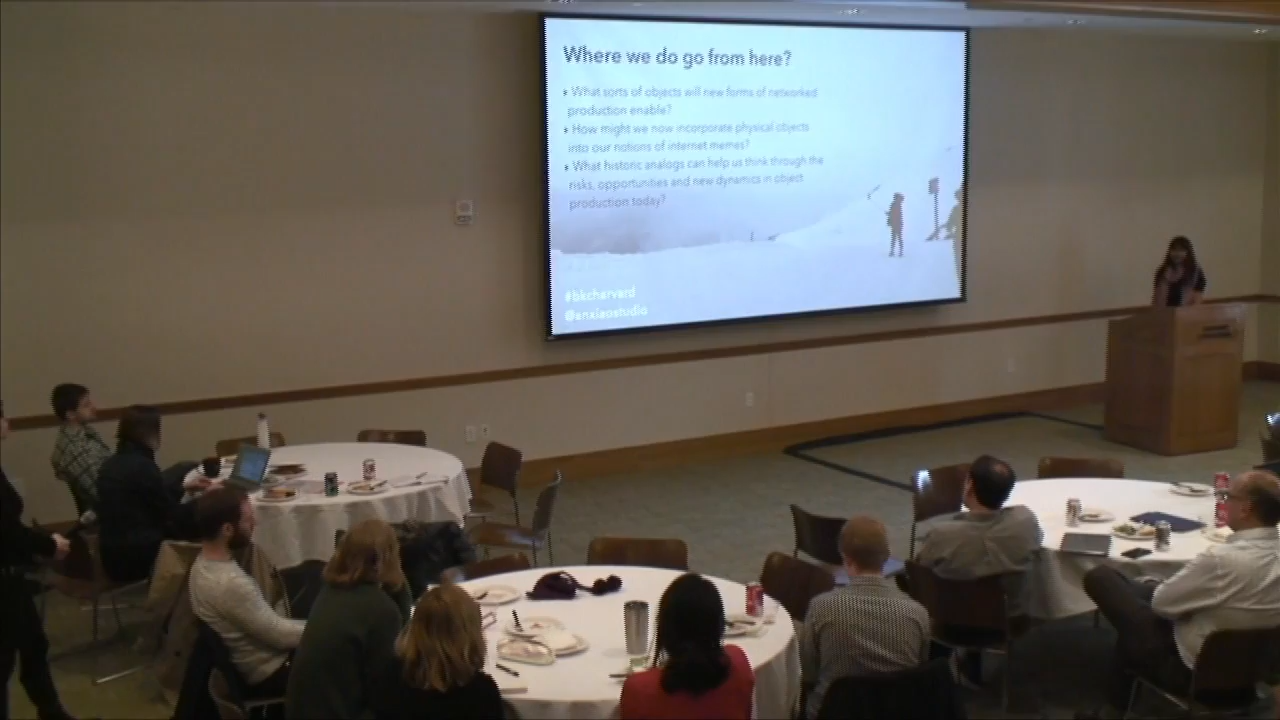 Where we do go from here?
What sorts of objects will new forms of networked
production enable?
How might we now incorporate physical objects
into our notions of internet memes?
What historic analogs can help us think through the
risks, opportunities and new dynamics in object
production today?
#bkcharvard
@anxiaostudio